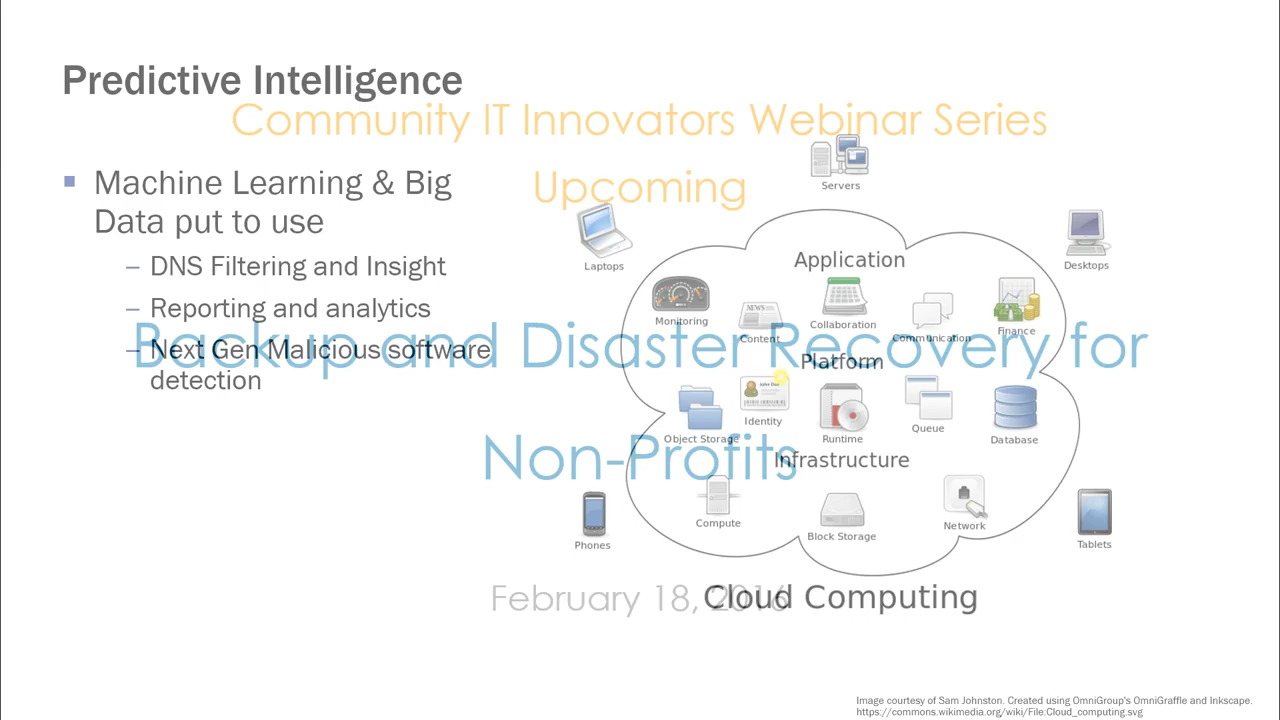 Predictive Intelligence
Community IT Innovators Webinar Series
Upcoming
Machine Learning & Big
Data put to use
– DNS Filtering and Insight
– Reporting and analytics
– Next Gen Malicious software
detection
Backup and Disaster Recovery for
Non-Profits
February 18, 2016
Servers
Laptops
Desktops
Application
Monitoring
Content
Collaboration
Communication
Finance
Platform
Object Storage
Identity
Runtime
Queue
Database
Infrastructure
Compute
Block Storage
Network
Phones
Tablets
Cloud Computing
Image courtesy of Sam Johnston. Created using OmniGroup's OmniGraffle and Inkscape.
https://commons.wikimedia.org/wiki/File:Cloud_computing.svg